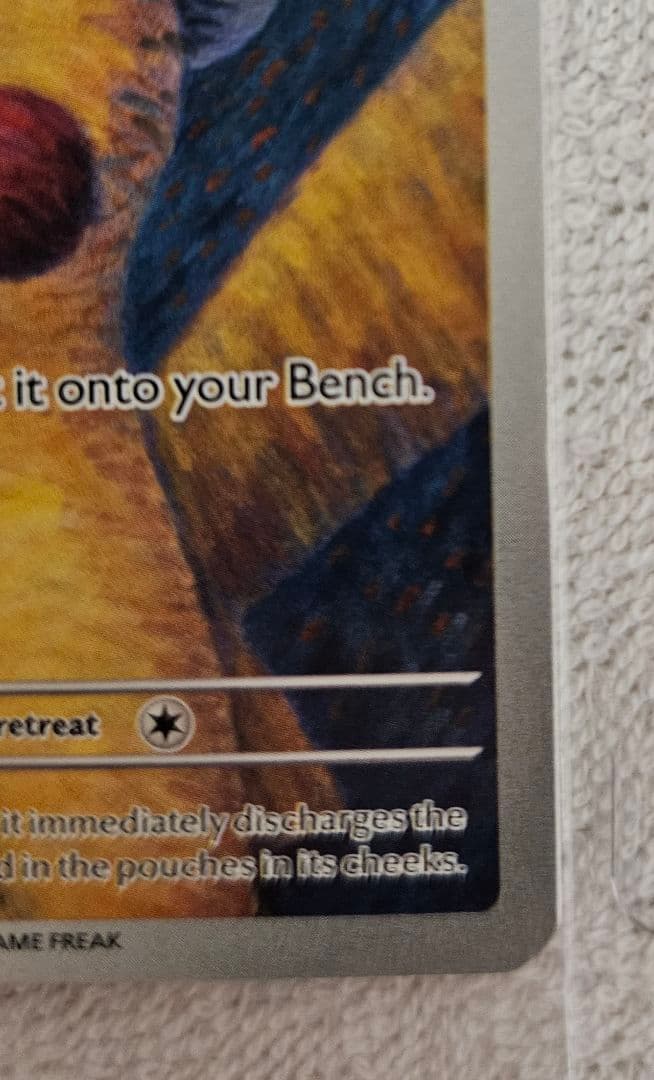 it onto your Bench.
retreat
it immediately discharges the
d in the pouches in its cheeks.
AME FREAK